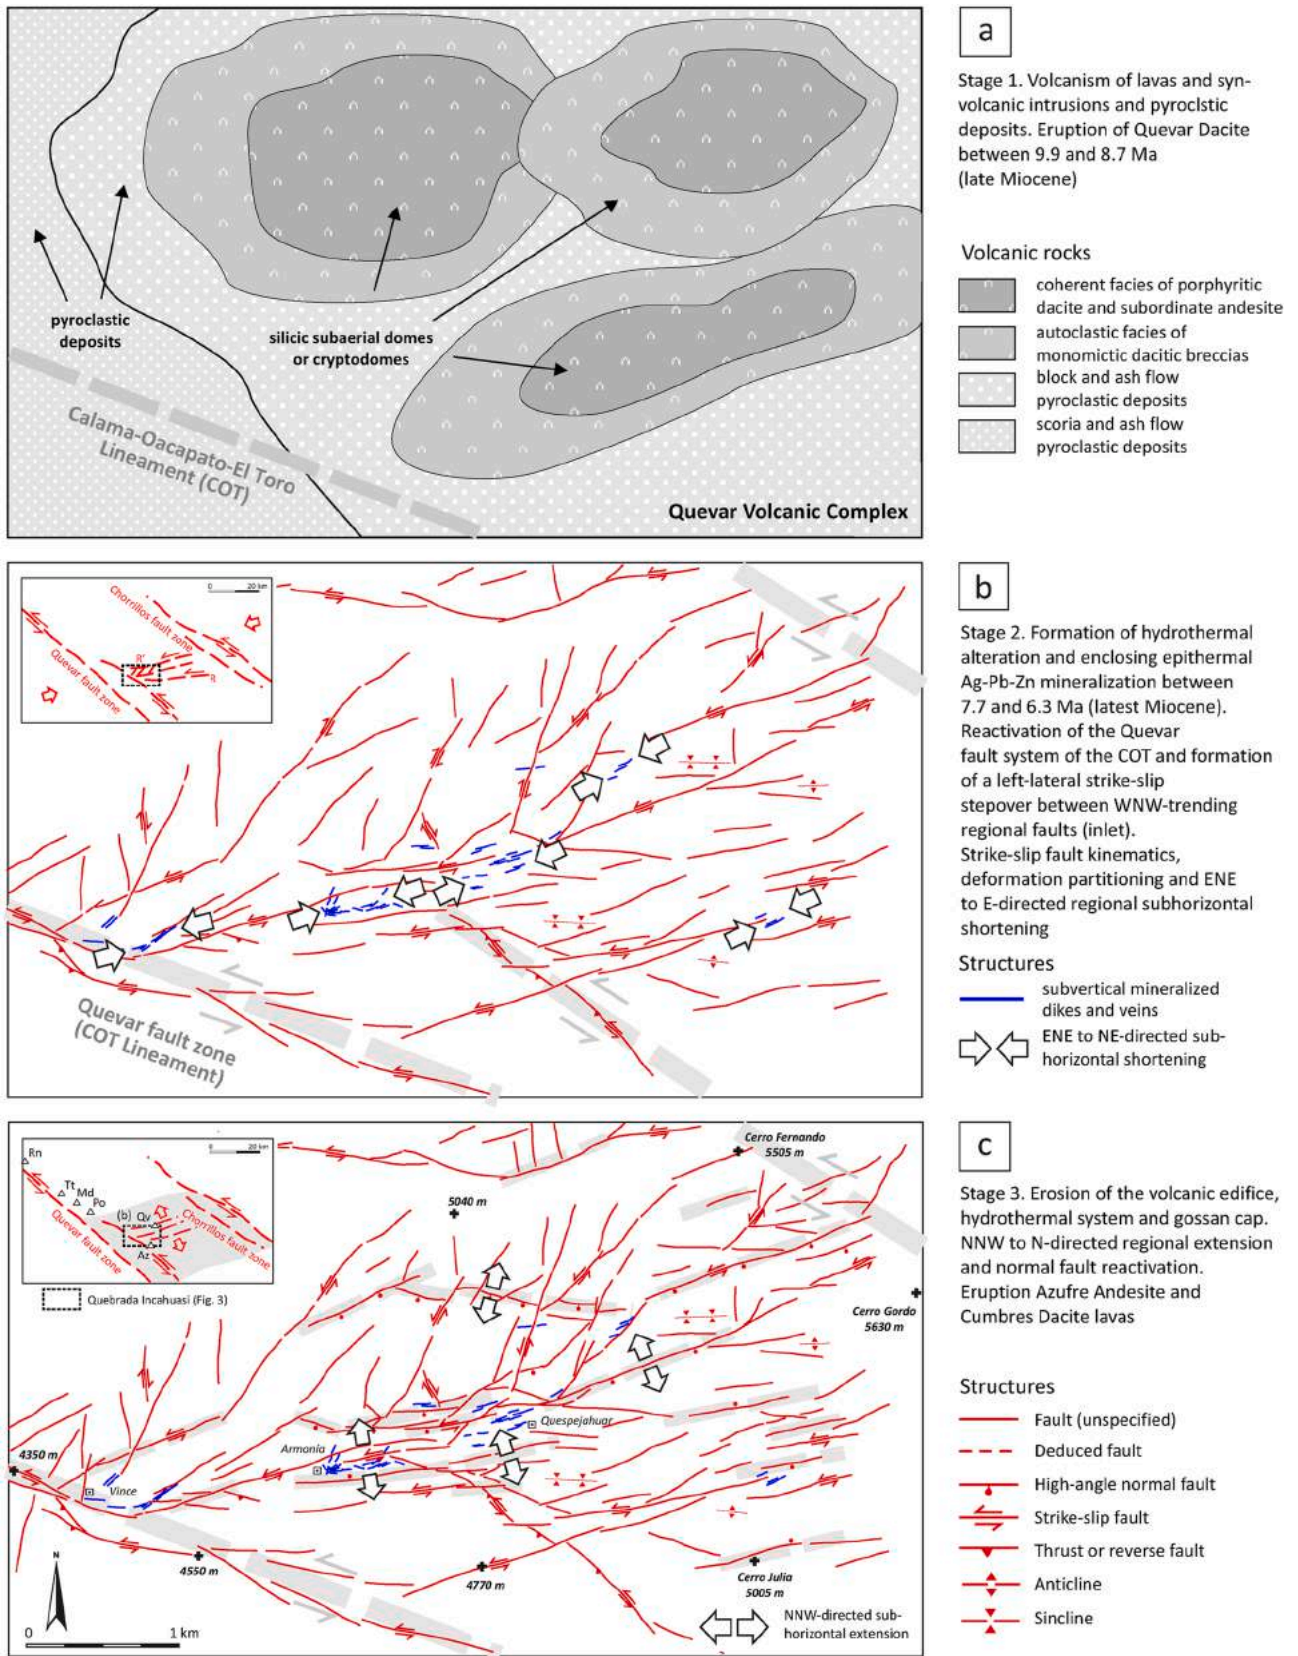 a
Stage 1. Volcanism of lavas and syn-
volcanic intrusions and pyroclstic
deposits. Eruption of Quevar Dacite
between 9.9 and 8.7 Ma
(late Miocene)
Volcanic rocks
coherent facies of porphyritic
dacite and subordinate andesite
autoclastic facies of
monomictic dacitic breccias
block and ash flow
pyroclastic deposits
scoria and ash flow
pyroclastic deposits
pyroclastic
deposits
silicic subaerial domes
or cryptodomes
Calama-Oacapato-El Toro
Lineament (COT)
Quevar Volcanic Complex
b
Stage 2. Formation of hydrothermal
alteration and enclosing epithermal
Ag-Pb-Zn mineralization between
7.7 and 6.3 Ma (latest Miocene).
Reactivation of the Quevar
fault system of the COT and formation
of a left-lateral strike-slip
stepover between WNW-trending
regional faults (inlet).
Strike-slip fault kinematics,
deformation partitioning and ENE
to E-directed regional subhorizontal
shortening
Structures
subvertical mineralized
dikes and veins
ENE to NE-directed sub-
horizontal shortening
0 20 km
Chorrillos fault zone
Quevar fault zone
R'
R
Quevar fault zone
(COT Lineament)
c
Stage 3. Erosion of the volcanic edifice,
hydrothermal system and gossan cap.
NNW to N-directed regional extension
and normal fault reactivation.
Eruption Azufre Andesite and
Cumbres Dacite lavas
Structures
Fault (unspecified)
Deduced fault
High-angle normal fault
Strike-slip fault
Thrust or reverse fault
Anticline
Sincline
0 20 km
Rn
Tt
Md
Po
(b) Qv
Az
Quevar fault zone
Chorrillos fault zone
Quebrada Incahuasi (Fig. 3)
Cerro Fernando
5505 m
5040 m
Cerro Gordo
5630 m
Quespejahuar
Armonía
4350 m
Vince
4550 m
4770 m
Cerro Julia
5005 m
N
0 1 km
NNW-directed sub-
horizontal extension